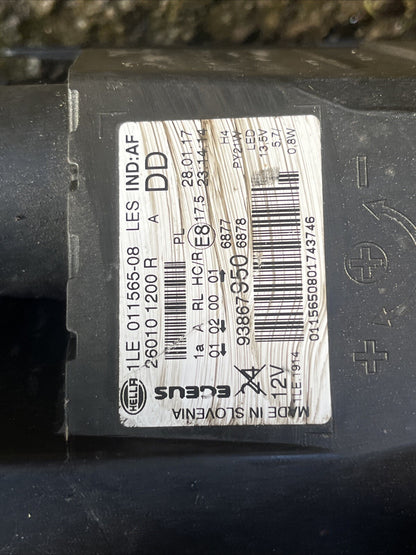 HELLA
1LE 011565-08 LES IND:AF
26010 1200 R A DD
PL 28.01.17
1a A RL HC/R E8 17.5 23:14:14
01 02 00 01 6877 H4
6878 PY21W
93867950 LED
13.5V
5.7/
0.8W
ECEUS
24 12V
MADE IN SLOVENIA
1LE.1914
0115650801743746